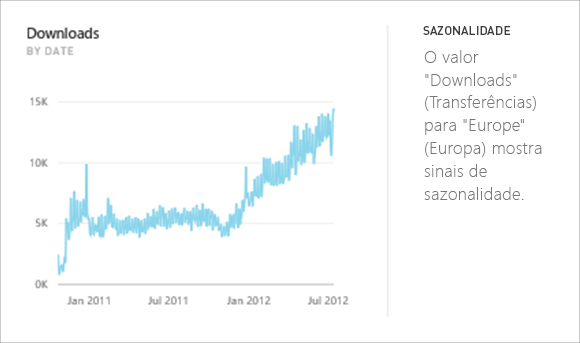 Downloads
BY DATE
15K
10K
5K
0K
Jan 2011 Jul 2011 Jan 2012 Jul 2012
SAZONALIDADE
O valor
"Downloads"
(Transferências)
para "Europe"
(Europa) mostra
sinais de
sazonalidade.